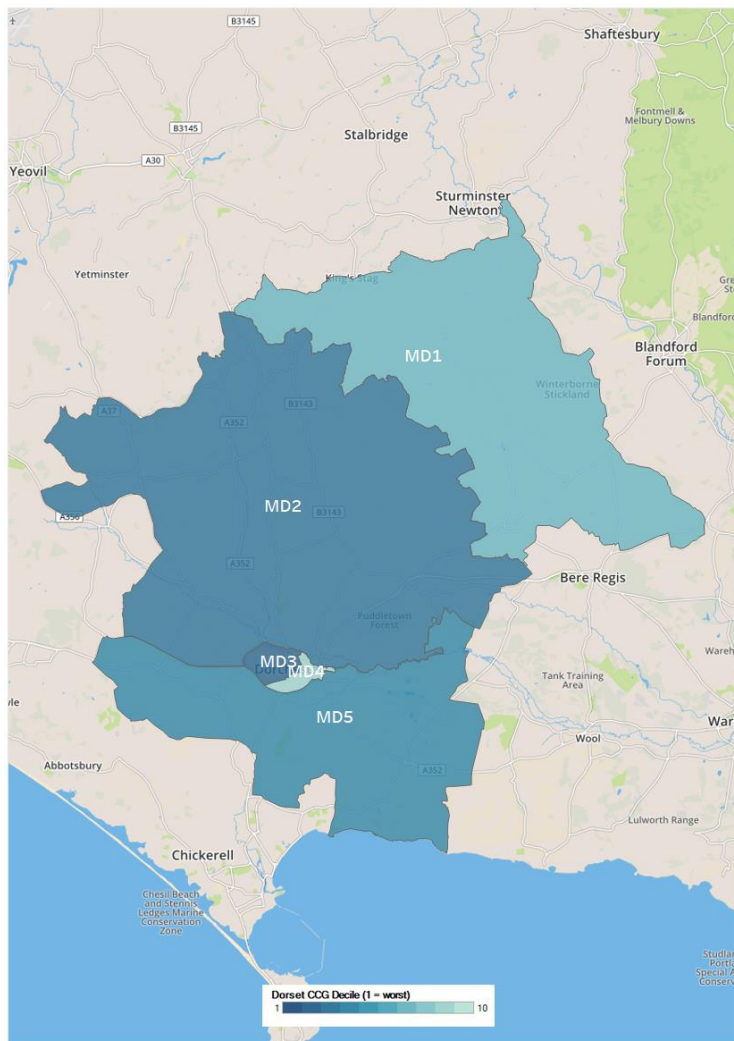 +
B3145
Shaftesbury
Fontmell &
Melbury Downs
B3145
Stalbridge
A30
Yeovil
Sturminster
Newton
Yetminster
King's Stag
Blandford
Blandford
Forum
MD1
Winterborne
Stickland
A37
B3143
A352
MD2
B3143
A356
A352
Bere Regis
Puddletown
Forest
MD3
MD4
Tank Training
Area
MD5
Wool
A352
Abbotsbury
Lulworth Range
Chickerell
Chesil Beach
and Stennis
Ledges Marine
Conservation
Zone
Dorset CCG Decile (1 = worst)
1
10